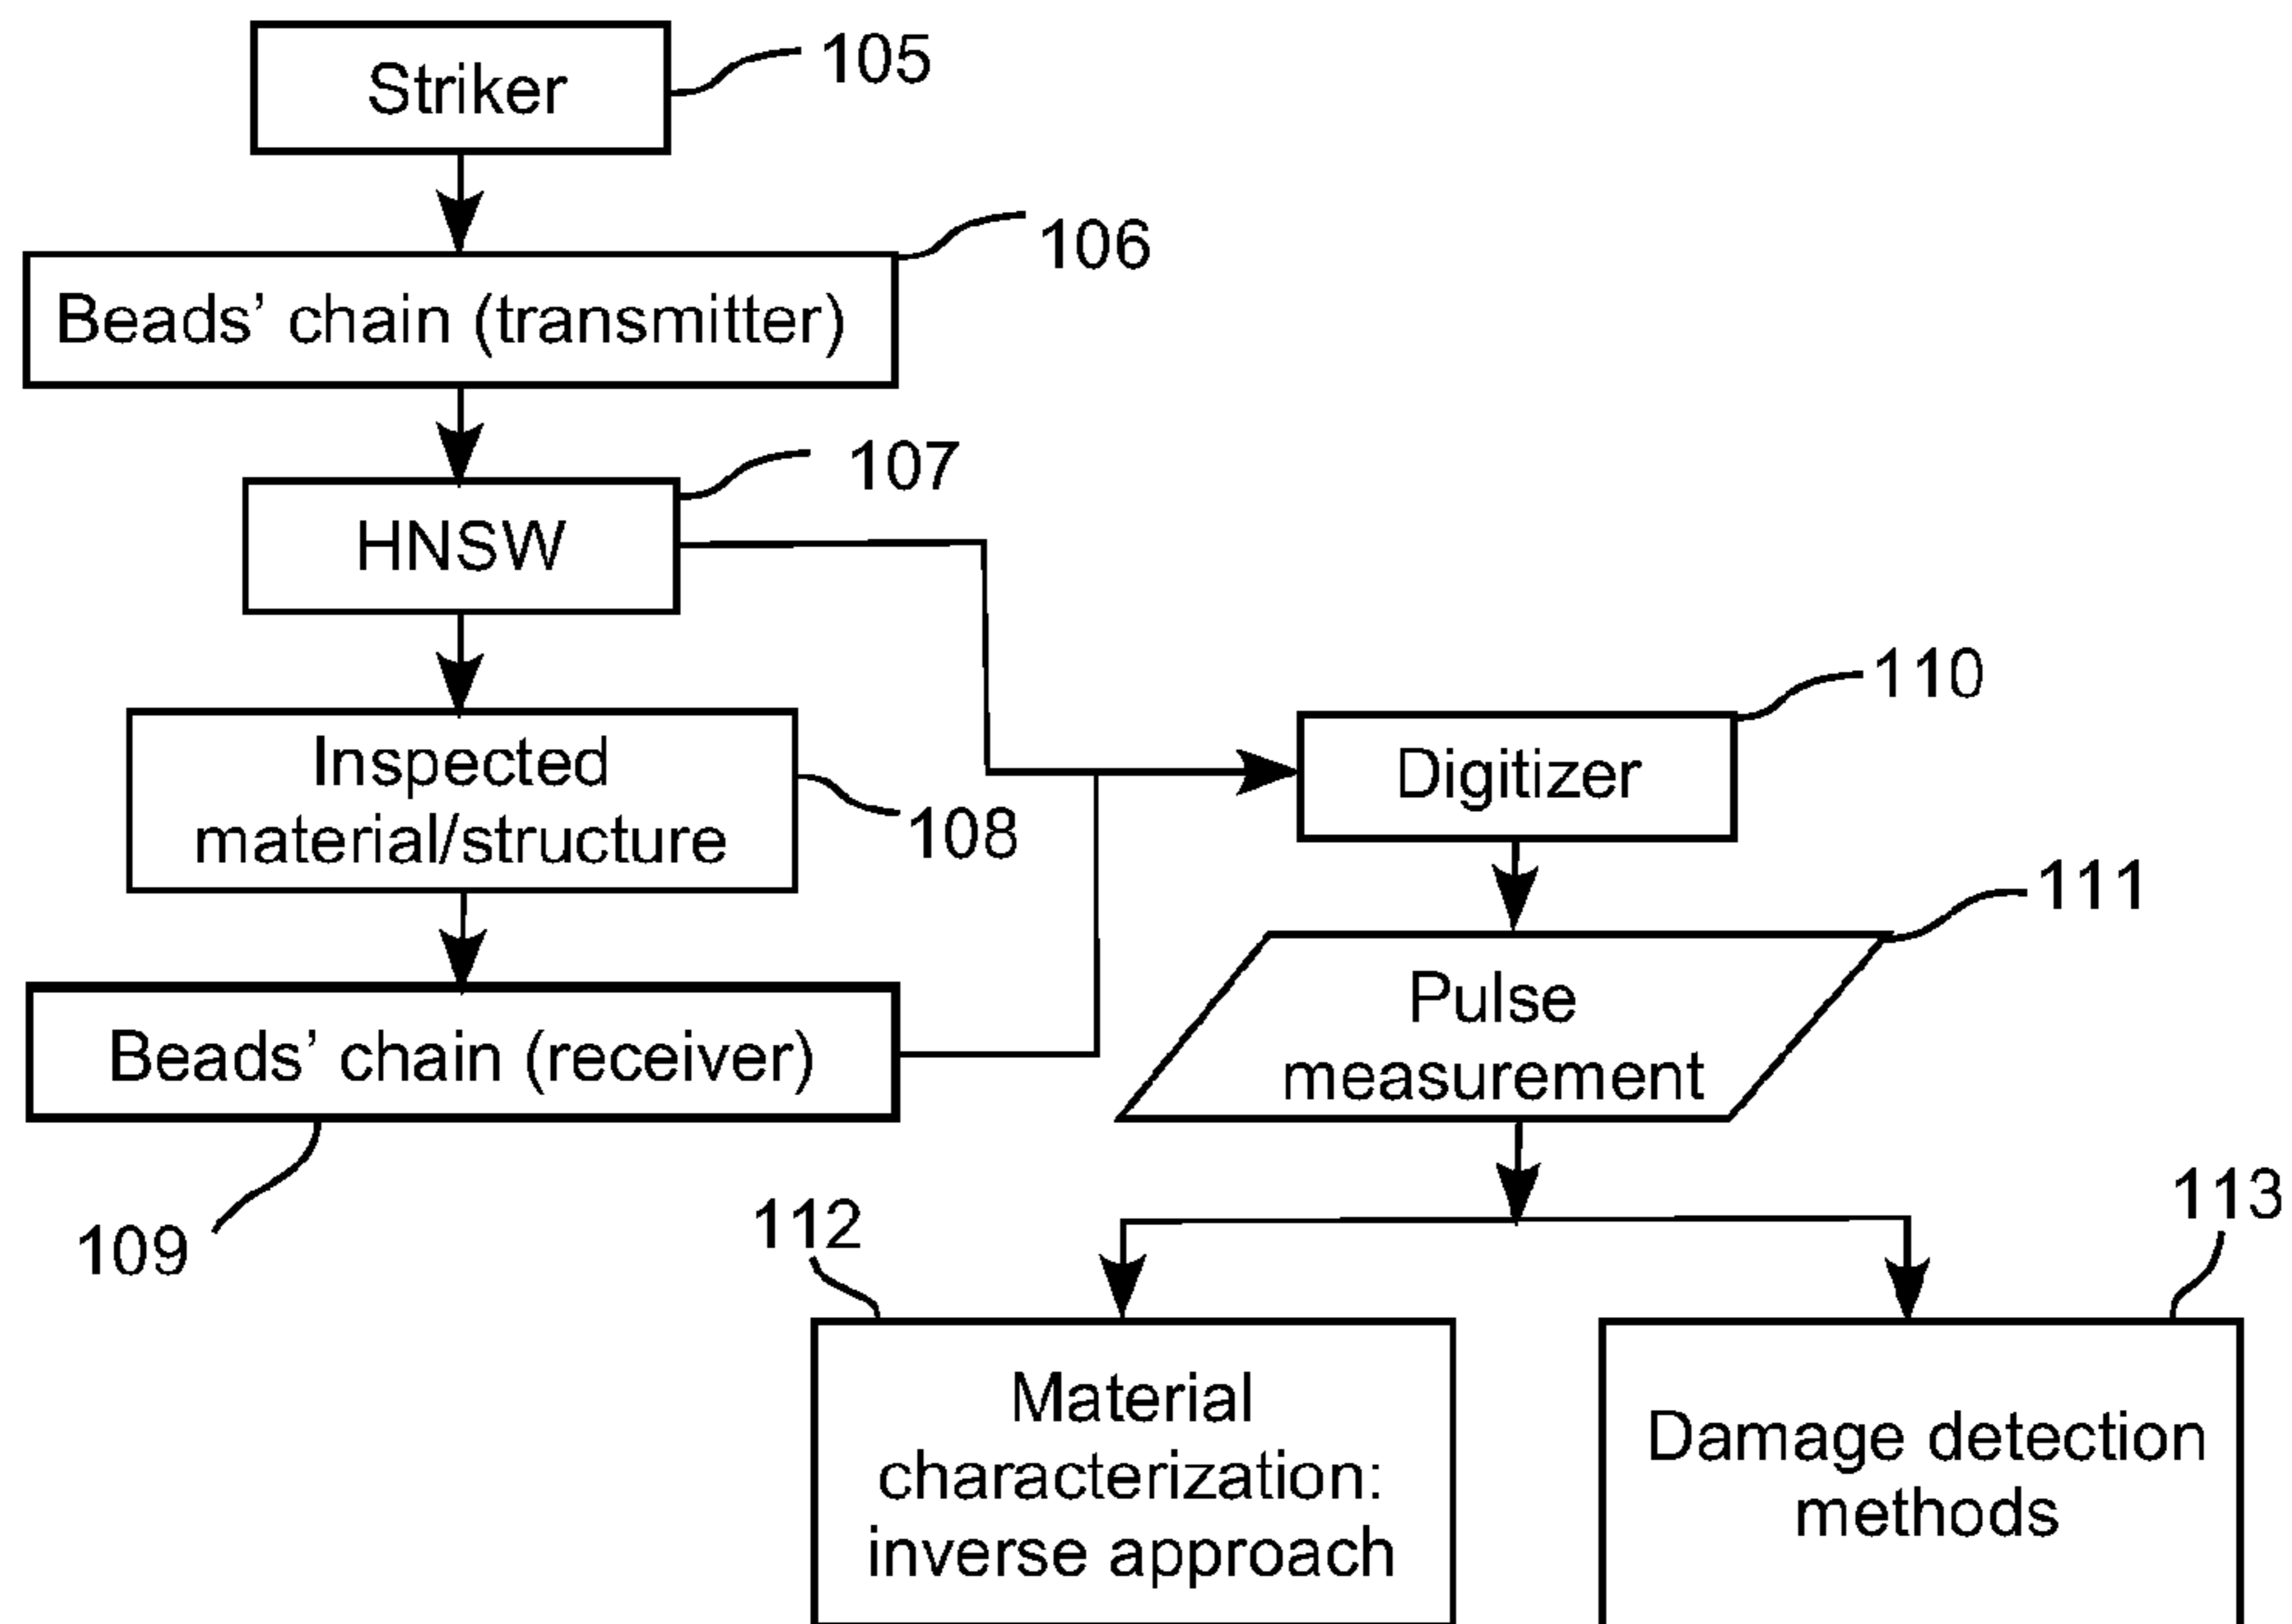 Striker
105
Beads’ chain (transmitter)
106
HNSW
107
Inspected
material/structure
108
Beads’ chain (receiver)
109
Digitizer
110
Pulse
measurement
111
112
Material
characterization:
inverse approach
113
Damage detection
methods